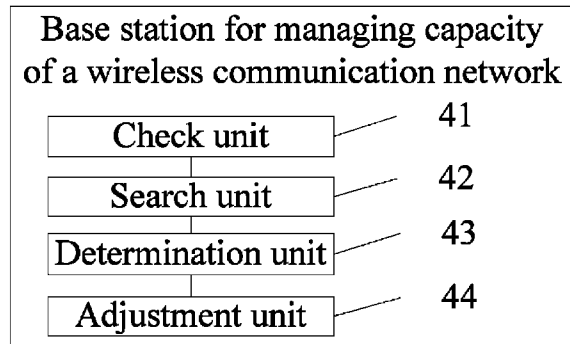 Base station for managing capacity
of a wireless communication network
Check unit 41
Search unit 42
Determination unit 43
Adjustment unit 44